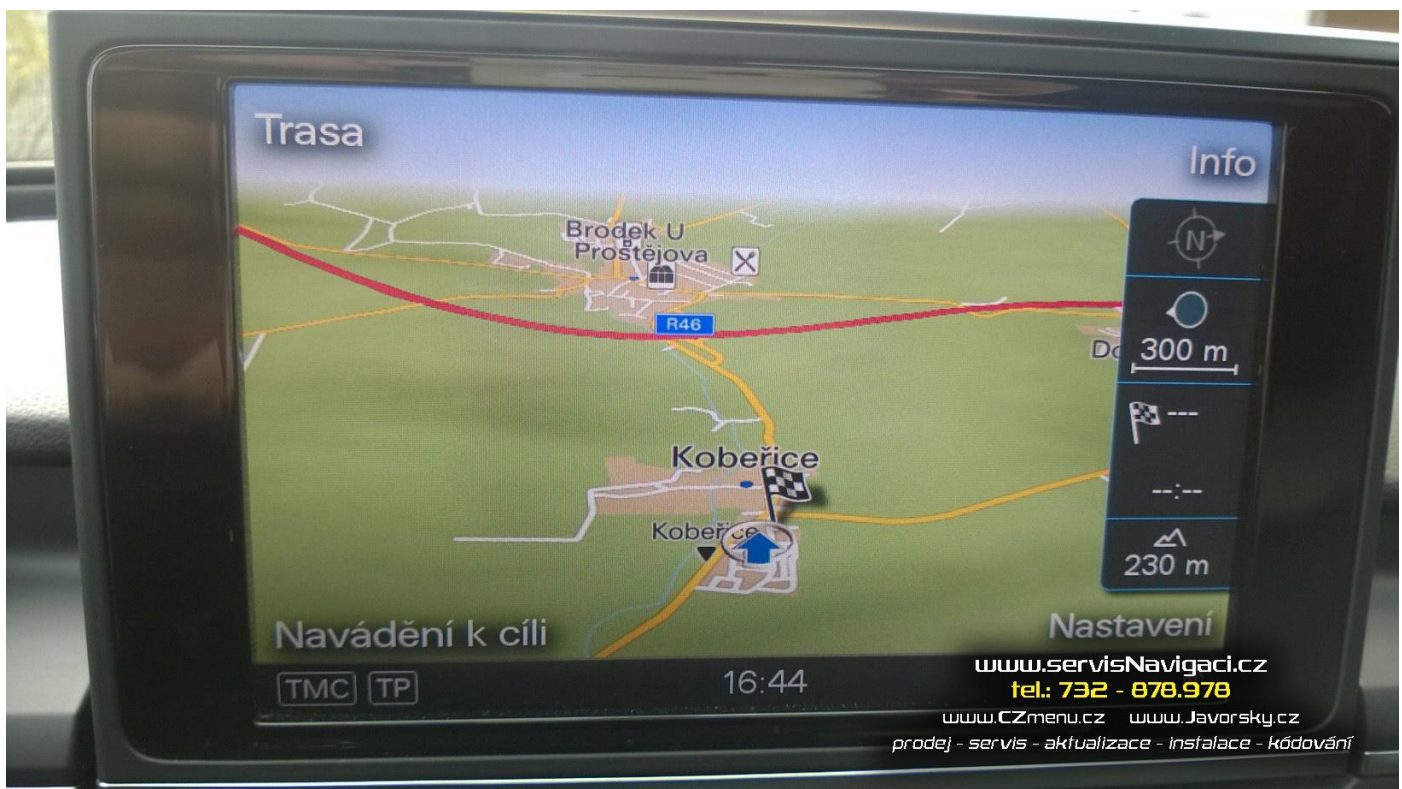 Trasa
Info
N
Brodek U
Prostějova
R46
300 m
---
Kobeřice
--:--
Kobeřice
230 m
Navádění k cíli
Nastavení
TMC TP
16:44
www.servisNavigaci.cz
tel.: 732 - 878.978
www.CZmenu.cz www.Javorsky.cz
prodej - servis - aktualizace - instalace - kódování